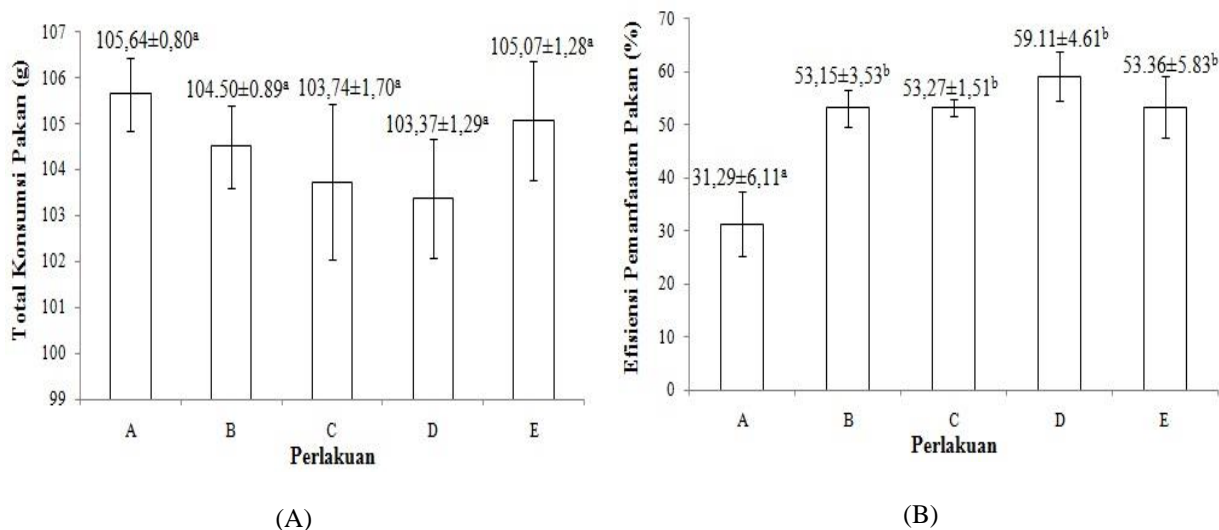 Total Konsumsi Pakan (g)
107
106
105
104
103
102
101
100
99
105,64±0,80ᵃ
104.50±0.89ᵃ
103,74±1,70ᵃ
103,37±1,29ᵃ
105,07±1,28ᵃ
A B C D E
Perlakuan
(A)
Efisiensi Pemanfaatan Pakan (%)
70
60
50
40
30
20
10
0
31,29±6,11ᵃ
53,15±3,53ᵇ
53,27±1,51ᵇ
59.11±4.61ᵇ
53.36±5.83ᵇ
A B C D E
Perlakuan
(B)